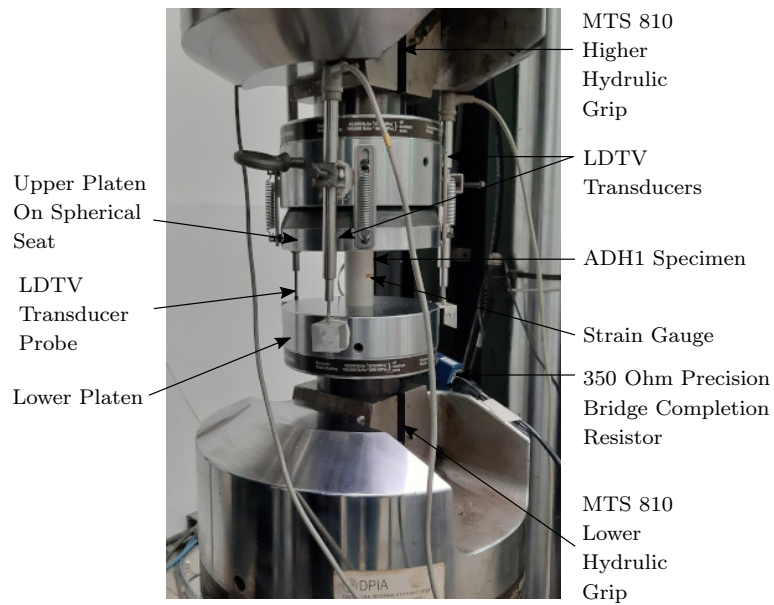 MTS 810
Higher
Hydrulic
Grip
LDTV
Transducers
Upper Platen
On Spherical
Seat
ADH1 Specimen
LDTV
Transducer
Probe
Strain Gauge
350 Ohm Precision
Bridge Completion
Resistor
Lower Platen
MTS 810
Lower
Hydrulic
Grip
DPIA